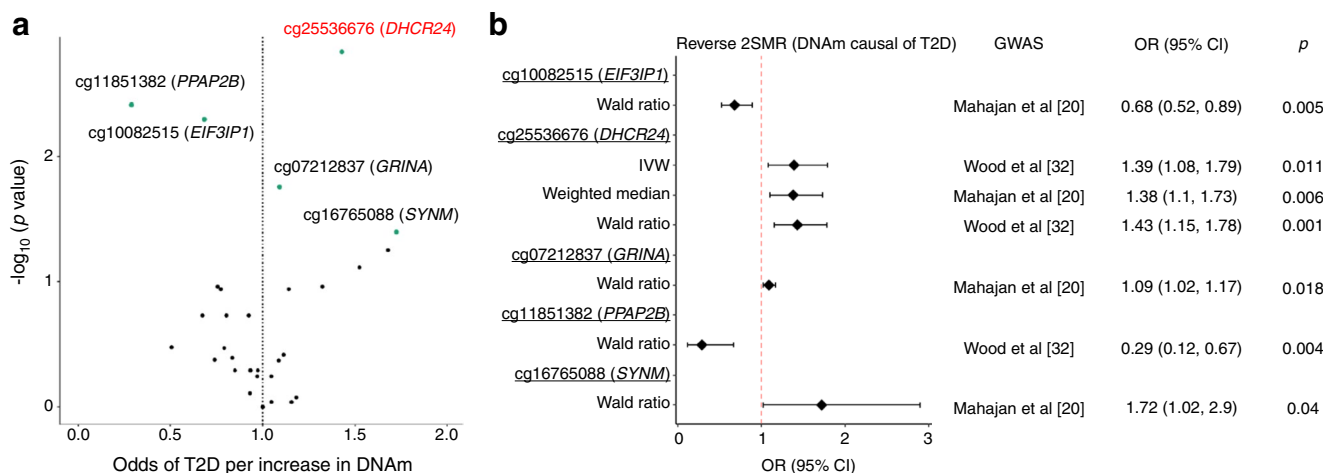 a
cg25536676 (DHCR24)
cg11851382 (PPAP2B)
cg10082515 (EIF3IP1)
2
cg07212837 (GRINA)
cg16765088 (SYNM)
1
0
-log10 (p value)
0.0 0.5 1.0 1.5 2.0
Odds of T2D per increase in DNAm
b
Reverse 2SMR (DNAm causal of T2D) GWAS OR (95% CI) p
cg10082515 (EIF3IP1)
Wald ratio Mahajan et al [20] 0.68 (0.52, 0.89) 0.005
cg25536676 (DHCR24)
IVW Wood et al [32] 1.39 (1.08, 1.79) 0.011
Weighted median Mahajan et al [20] 1.38 (1.1, 1.73) 0.006
Wald ratio Wood et al [32] 1.43 (1.15, 1.78) 0.001
cg07212837 (GRINA)
Wald ratio Mahajan et al [20] 1.09 (1.02, 1.17) 0.018
cg11851382 (PPAP2B)
Wald ratio Wood et al [32] 0.29 (0.12, 0.67) 0.004
cg16765088 (SYNM)
Wald ratio Mahajan et al [20] 1.72 (1.02, 2.9) 0.04
0 1 2 3
OR (95% CI)